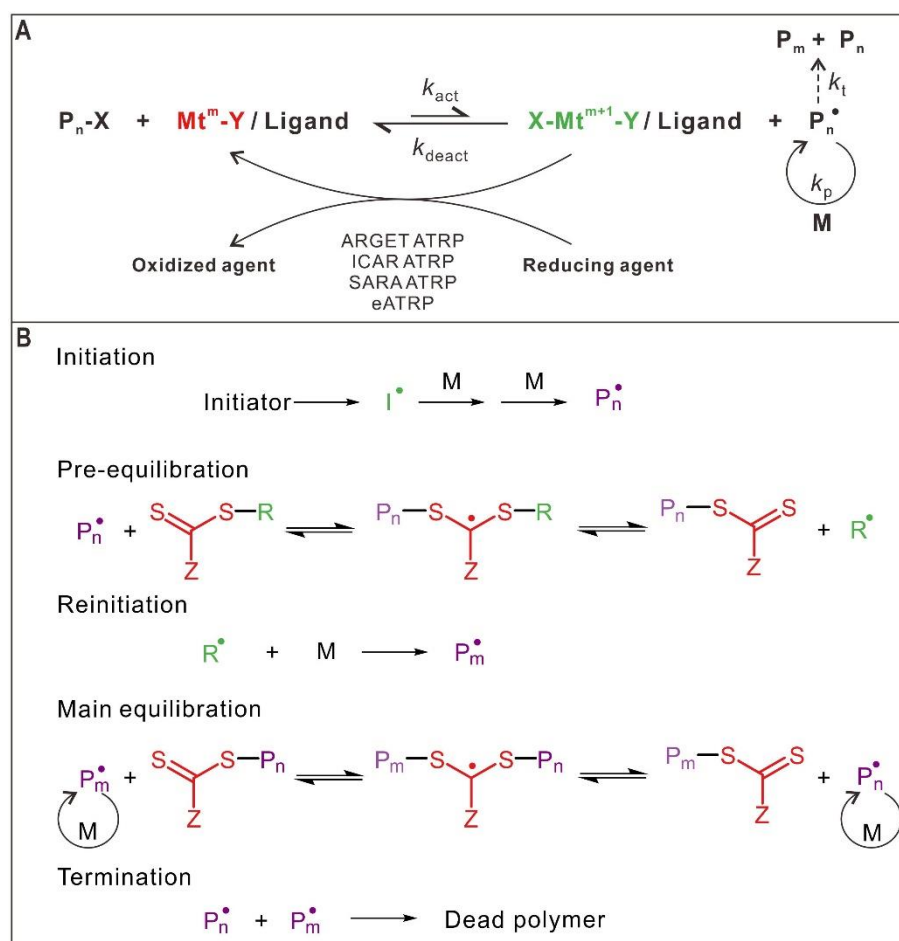 A
Pm + Pn
kt
kact
Pn-X + Mt^m-Y / Ligand X-Mt^m+1-Y / Ligand + Pn•
kdeact
kp
M
ARGET ATRP
Oxidized agent ICAR ATRP Reducing agent
SARA ATRP
eATRP
B
Initiation
M M
Initiator I• Pn•
Pre-equilibration
S S R Pn S • S R Pn S S
Pn• + + R•
Z Z Z
Reinitiation
R• + M Pm•
Main equilibration
S S Pn Pm S • S Pn Pm S S
Pm• + + Pn•
M Z Z Z M
Termination
Pn• + Pm• Dead polymer